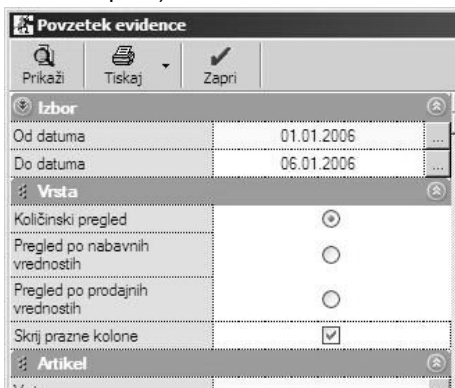 Povzetek evidence
Prikaži Tiskaj Zapri
Izbor
Od datuma 01.01.2006 ...
Do datuma 06.01.2006 ...
Vrsta
Količinski pregled
Pregled po nabavnih
vrednostih
Pregled po prodajnih
vrednostih
Skrij prazne kolone
Artikel